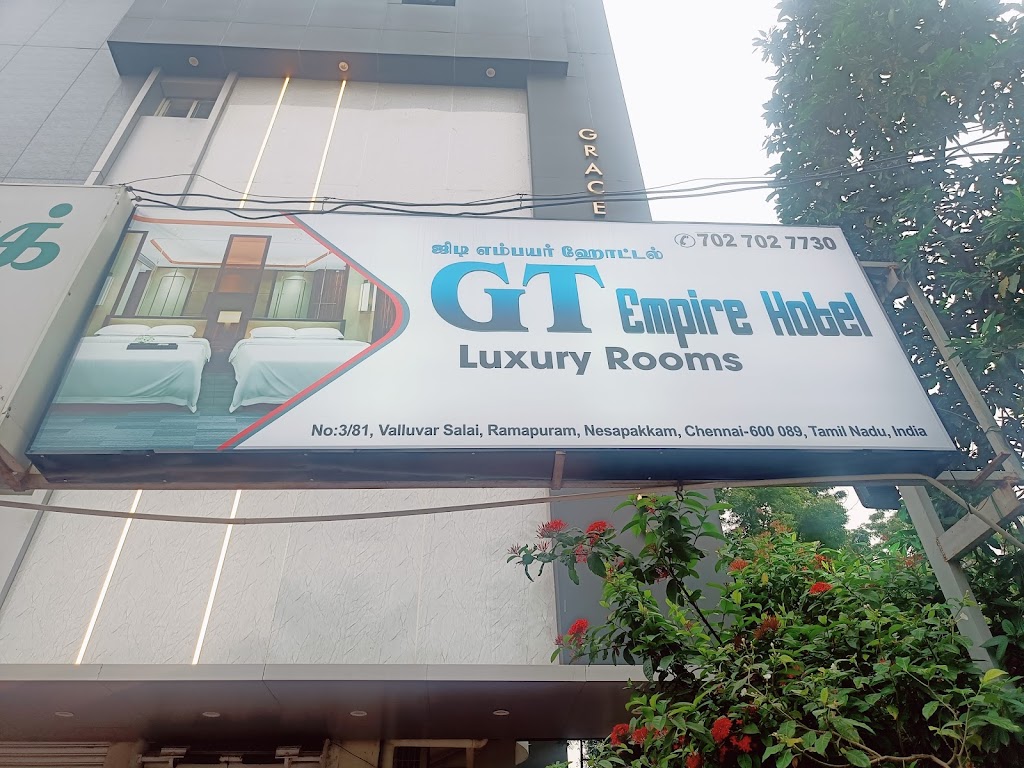 GRACE
ஜிடி எம்பயர் ஹோட்டல்
702 702 7730
GT Empire Hotel
Luxury Rooms
No:3/81, Valluvar Salai, Ramapuram, Nesapakkam, Chennai-600 089, Tamil Nadu, India